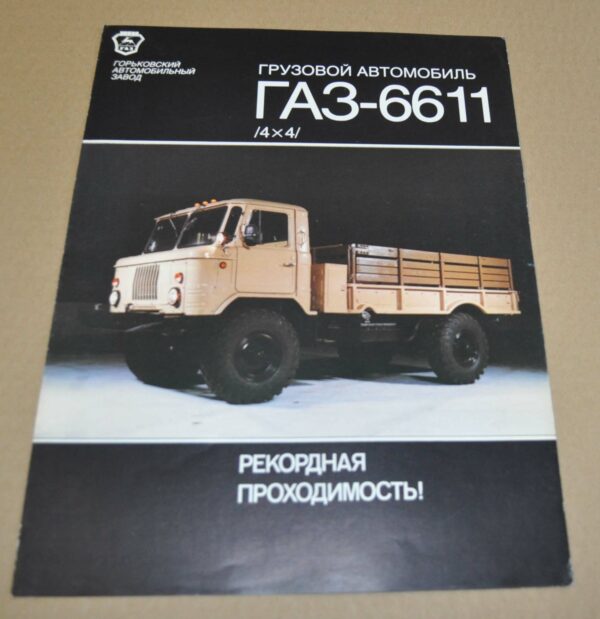 ГАЗ
ГОРЬКОВСКИЙ
АВТОМОБИЛЬНЫЙ
ЗАВОД
ГРУЗОВОЙ АВТОМОБИЛЬ
ГАЗ-6611
/4×4/
РЕКОРДНАЯ
ПРОХОДИМОСТЬ!